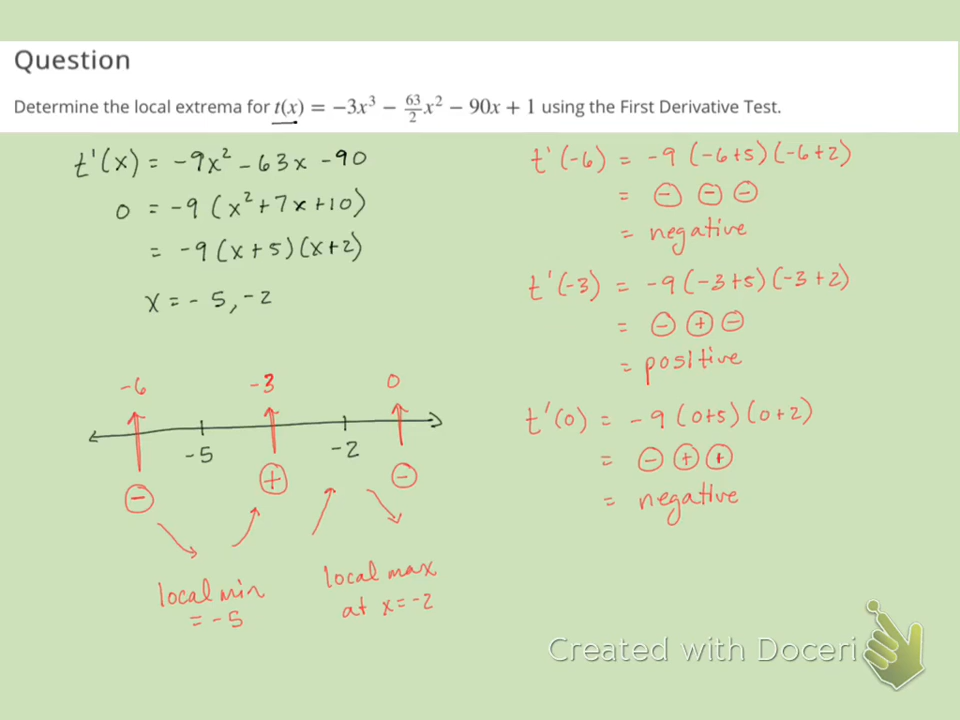 Question
Determine the local extrema for t(x) = −3x³ − 63/2 x² − 90x + 1 using the First Derivative Test.
t'(x) = -9x² - 63x - 90
0 = -9 (x² + 7x + 10)
= -9 (x + 5) (x + 2)
x = - 5, - 2
-6 -3 0
-5 -2
⊖ ⊕ ⊖
local min
= - 5
local max
at x = -2
t'(-6) = -9 (-6+5) (-6+2)
= ⊖ ⊖ ⊖
= negative
t'(-3) = -9 (-3+5) (-3+2)
= ⊖ ⊕ ⊖
= positive
t'(0) = -9 (0+5) (0+2)
= ⊖ ⊕ ⊕
= negative
Created with Doceri